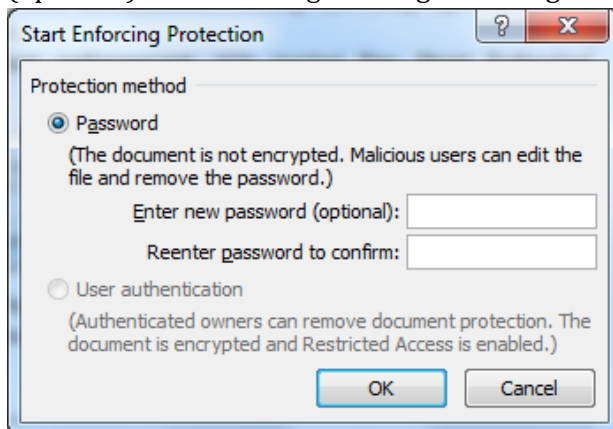 Start Enforcing Protection
Protection method
Password
(The document is not encrypted. Malicious users can edit the
file and remove the password.)
Enter new password (optional):
Reenter password to confirm:
User authentication
(Authenticated owners can remove document protection. The
document is encrypted and Restricted Access is enabled.)
OK Cancel